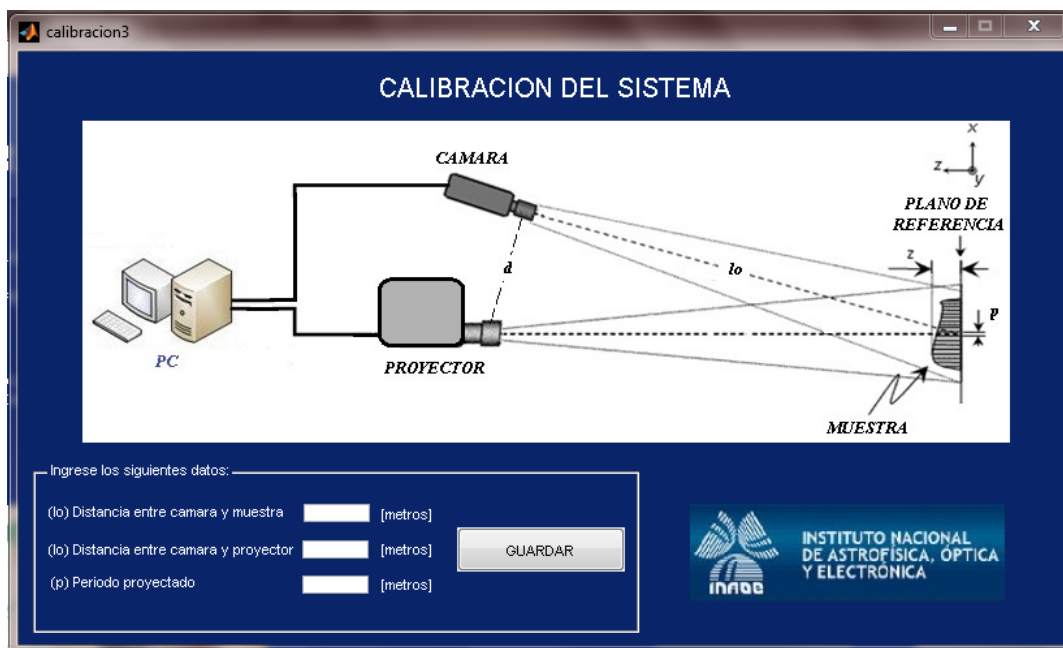 calibracion3
CALIBRACION DEL SISTEMA
CAMARA
x
z
y
PLANO DE
REFERENCIA
z
d
lo
p
PC
PROYECTOR
MUESTRA
Ingrese los siguientes datos:
(lo) Distancia entre camara y muestra [metros]
(lo) Distancia entre camara y proyector [metros]
(p) Periodo proyectado [metros]
GUARDAR
INSTITUTO NACIONAL
DE ASTROFÍSICA, ÓPTICA
Y ELECTRÓNICA
INAOE